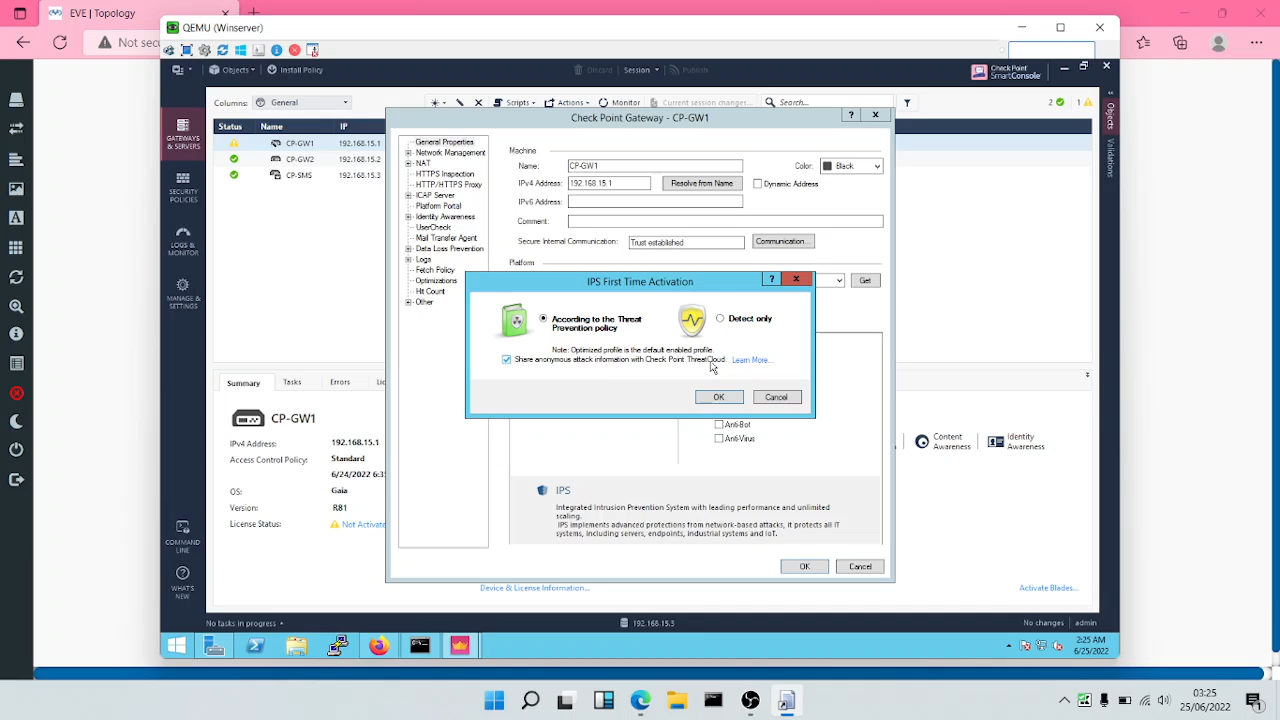 EVE | Topology
Not sec
QEMU (Winserver)
Objects
Install Policy
Discard
Session
Publish
Check Point
SmartConsole
Columns:
General
Scripts
Actions
Monitor
Current session changes...
Search...
2
1
Status
Name
IP
CP-GW1
192.168.15.1
CP-GW2
192.168.15.2
CP-SMS
192.168.15.3
GATEWAYS
& SERVERS
SECURITY
POLICIES
LOGS &
MONITOR
MANAGE &
SETTINGS
COMMAND
LINE
WHAT'S
NEW
Objects
Validations
Check Point Gateway - CP-GW1
General Properties
Network Management
NAT
HTTPS Inspection
HTTP/HTTPS Proxy
ICAP Server
Platform Portal
Identity Awareness
UserCheck
Mail Transfer Agent
Data Loss Prevention
Logs
Fetch Policy
Optimizations
Hit Count
Other
Machine
Name:
CP-GW1
Color:
Black
IPv4 Address:
192.168.15.1
Resolve from Name
Dynamic Address
IPv6 Address:
Comment:
Secure Internal Communication:
Trust established
Communication...
Platform
Get
IPS First Time Activation
According to the Threat
Prevention policy
Detect only
Note: Optimized profile is the default enabled profile.
Share anonymous attack information with Check Point ThreatCloud.
Learn More...
OK
Cancel
Anti-Bot
Anti-Virus
IPS
Integrated Intrusion Prevention System with leading performance and unlimited
scaling.
IPS implements advanced protections from network-based attacks, it protects all IT
systems, including servers, endpoints, industrial systems and IoT.
OK
Cancel
Summary
Tasks
Errors
CP-GW1
IPv4 Address:
192.168.15.1
Access Control Policy:
Standard
6/24/2022 6:3
OS:
Gaia
Version:
R81
License Status:
Not Activate
Content
Awareness
Identity
Awareness
Device & License Information...
Activate Blades...
No tasks in progress
192.168.15.3
No changes
admin
2:25 AM
6/25/2022
03:25
25/06/2022
1